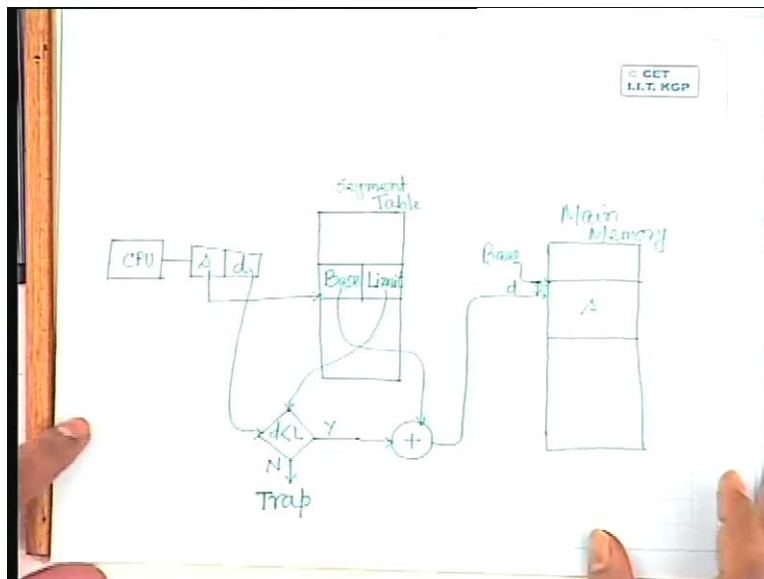 © CET
I.I.T. KGP
Segment
Table
Main
Memory
CPU
s
d
Base
Limit
Base
d
s
d<L
Y
+
N
Trap